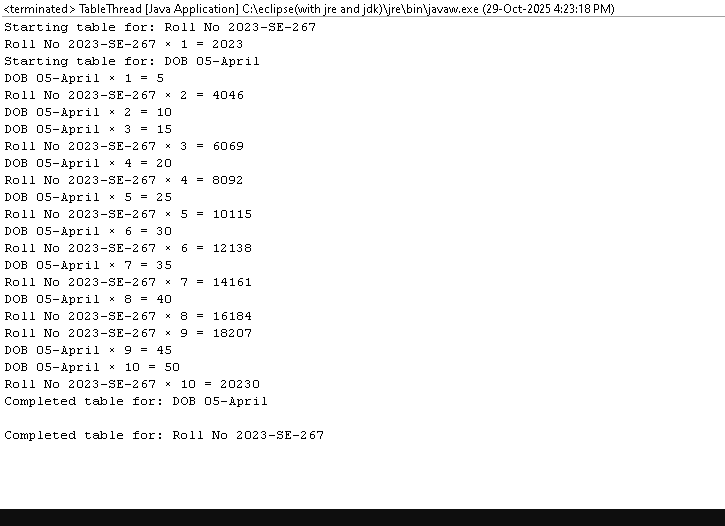 <terminated> TableThread [Java Application] C:\eclipse(with jre and jdk)\jre\bin\javaw.exe (29-Oct-2025 4:23:18 PM)
Starting table for: Roll No 2023-SE-267
Roll No 2023-SE-267 × 1 = 2023
Starting table for: DOB 05-April
DOB 05-April × 1 = 5
Roll No 2023-SE-267 × 2 = 4046
DOB 05-April × 2 = 10
DOB 05-April × 3 = 15
Roll No 2023-SE-267 × 3 = 6069
DOB 05-April × 4 = 20
Roll No 2023-SE-267 × 4 = 8092
DOB 05-April × 5 = 25
Roll No 2023-SE-267 × 5 = 10115
DOB 05-April × 6 = 30
Roll No 2023-SE-267 × 6 = 12138
DOB 05-April × 7 = 35
Roll No 2023-SE-267 × 7 = 14161
DOB 05-April × 8 = 40
Roll No 2023-SE-267 × 8 = 16184
Roll No 2023-SE-267 × 9 = 18207
DOB 05-April × 9 = 45
DOB 05-April × 10 = 50
Roll No 2023-SE-267 × 10 = 20230
Completed table for: DOB 05-April
Completed table for: Roll No 2023-SE-267